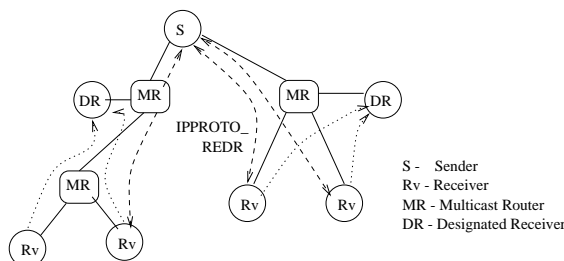 S
DR
MR
MR
DR
IPPROTO_
REDR
MR
Rv
Rv
Rv
Rv
S - Sender
Rv - Receiver
MR - Multicast Router
DR - Designated Receiver